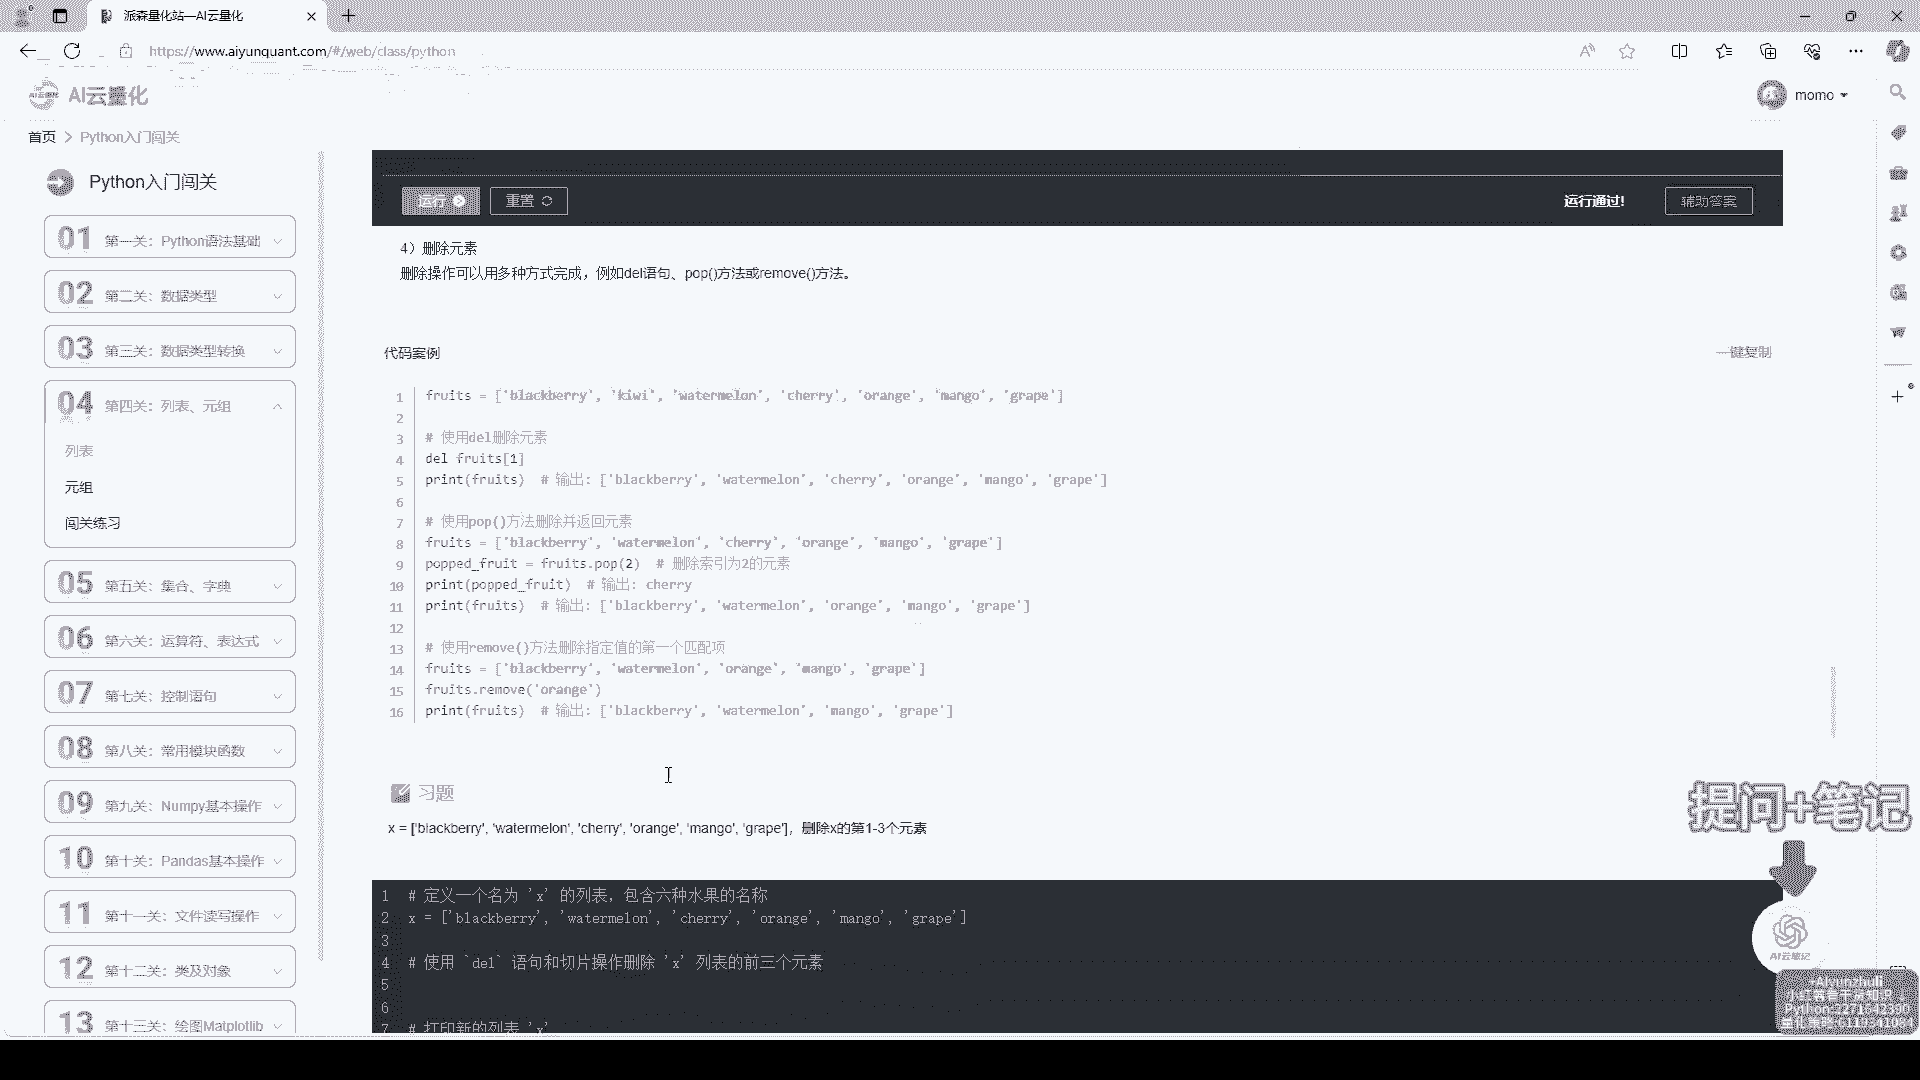 派森量化站—AI云量化
https://www.aiyunquant.com/#/web/class/python
AI云量化
momo
首页 > Python入门闯关
Python入门闯关
01 第一关：Python语法基础
02 第二关：数据类型
03 第三关：数据类型转换
04 第四关：列表、元组
列表
元组
闯关练习
05 第五关：集合、字典
06 第六关：运算符、表达式
07 第七关：控制语句
08 第八关：常用模块函数
09 第九关：Numpy基本操作
10 第十关：Pandas基本操作
11 第十一关：文件读写操作
12 第十二关：类及对象
13 第十三关：绘图Matplotlib
运行 重置 运行通过! 辅助答案
4）删除元素
删除操作可以用多种方式完成，例如del语句、pop()方法或remove()方法。
代码案例 一键复制
1 fruits = ['blackberry', 'kiwi', 'watermelon', 'cherry', 'orange', 'mango', 'grape']
2
3 # 使用del删除元素
4 del fruits[1]
5 print(fruits)  # 输出: ['blackberry', 'watermelon', 'cherry', 'orange', 'mango', 'grape']
6
7 # 使用pop()方法删除并返回元素
8 fruits = ['blackberry', 'watermelon', 'cherry', 'orange', 'mango', 'grape']
9 popped_fruit = fruits.pop(2)  # 删除索引为2的元素
10 print(popped_fruit)  # 输出: cherry
11 print(fruits)  # 输出: ['blackberry', 'watermelon', 'orange', 'mango', 'grape']
12
13 # 使用remove()方法删除指定值的第一个匹配项
14 fruits = ['blackberry', 'watermelon', 'orange', 'mango', 'grape']
15 fruits.remove('orange')
16 print(fruits)  # 输出: ['blackberry', 'watermelon', 'mango', 'grape']
习题
x = ['blackberry', 'watermelon', 'cherry', 'orange', 'mango', 'grape']，删除x的第1-3个元素
1 # 定义一个名为 'x' 的列表，包含六种水果的名称
2 x = ['blackberry', 'watermelon', 'cherry', 'orange', 'mango', 'grape']
3
4 # 使用 `del` 语句和切片操作删除 'x' 列表的前三个元素
5
6
7 # 打印新的列表 'x'
提问+笔记
AI云笔记